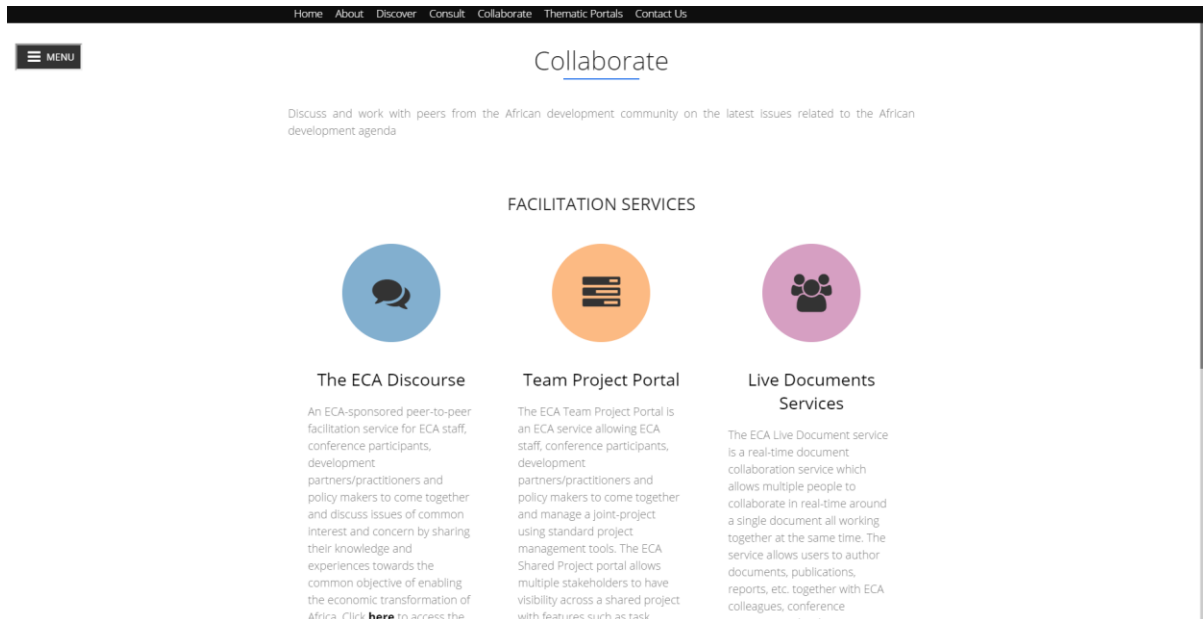 Home About Discover Consult Collaborate Thematic Portals Contact Us
MENU
Collaborate
Discuss and work with peers from the African development community on the latest issues related to the African
development agenda
FACILITATION SERVICES
The ECA Discourse
An ECA-sponsored peer-to-peer
facilitation service for ECA staff,
conference participants,
development
partners/practitioners and
policy makers to come together
and discuss issues of common
interest and concern by sharing
their knowledge and
experiences towards the
common objective of enabling
the economic transformation of
Africa. Click here to access the
Team Project Portal
The ECA Team Project Portal is
an ECA service allowing ECA
staff, conference participants,
development
partners/practitioners and
policy makers to come together
and manage a joint-project
using standard project
management tools. The ECA
Shared Project portal allows
multiple stakeholders to have
visibility across a shared project
with features such as task
Live Documents
Services
The ECA Live Document service
is a real-time document
collaboration service which
allows multiple people to
collaborate in real-time around
a single document all working
together at the same time. The
service allows users to author
documents, publications,
reports, etc. together with ECA
colleagues, conference